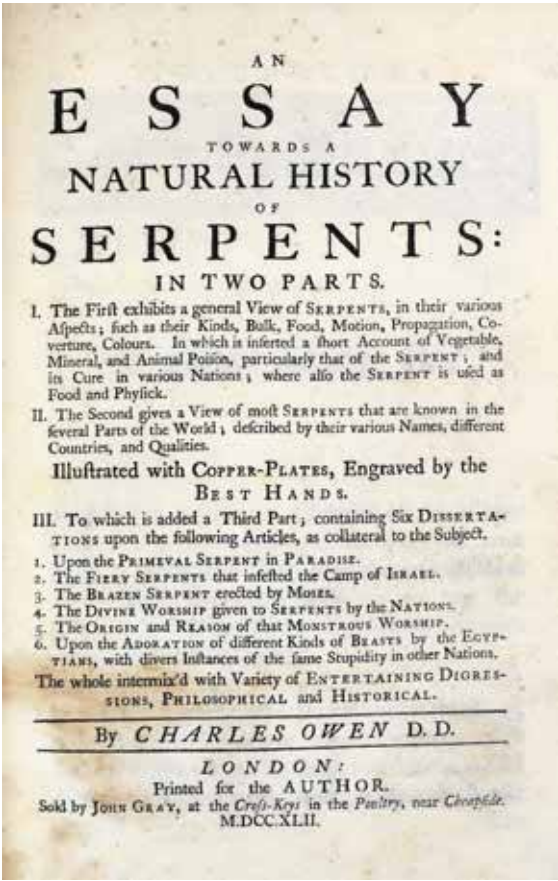 AN
ESSAY
TOWARDS A
NATURAL HISTORY
OF
SERPENTS:
IN TWO PARTS.
I. The Firſt exhibits a general View of SERPENTS, in their various
Aſpects; ſuch as their Kinds, Bulk, Food, Motion, Propagation, Co-
verture, Colours. In which is inſerted a ſhort Account of Vegetable,
Mineral, and Animal Poiſon, particularly that of the SERPENT; and
its Cure in various Nations; where alſo the SERPENT is uſed as
Food and Phyſick.
II. The Second gives a View of moſt SERPENTS that are known in the
ſeveral Parts of the World; deſcribed by their various Names, different
Countries, and Qualities.
Illuſtrated with COPPER-PLATES, Engraved by the
BEST HANDS.
III. To which is added a Third Part; containing Six DISSERTA-
TIONS upon the following Articles, as collateral to the Subject.
1. Upon the PRIMEVAL SERPENT in PARADISE.
2. The FIERY SERPENTS that infeſted the Camp of ISRAEL.
3. The BRAZEN SERPENT erected by MOSES.
4. The DIVINE WORSHIP given to SERPENTS by the NATIONS.
5. The ORIGIN and REASON of that MONSTROUS WORSHIP.
6. Upon the ADORATION of different Kinds of BEASTS by the EGYP-
TIANS, with divers Inſtances of the ſame Stupidity in other Nations.
The whole intermix'd with Variety of ENTERTAINING DIGRES-
SIONS, PHILOSOPHICAL and HISTORICAL.
By CHARLES OWEN D. D.
LONDON:
Printed for the AUTHOR.
Sold by JOHN GRAY, at the Croſs-Keys in the Poultry, near Cheapſide.
M.DCC.XLII.